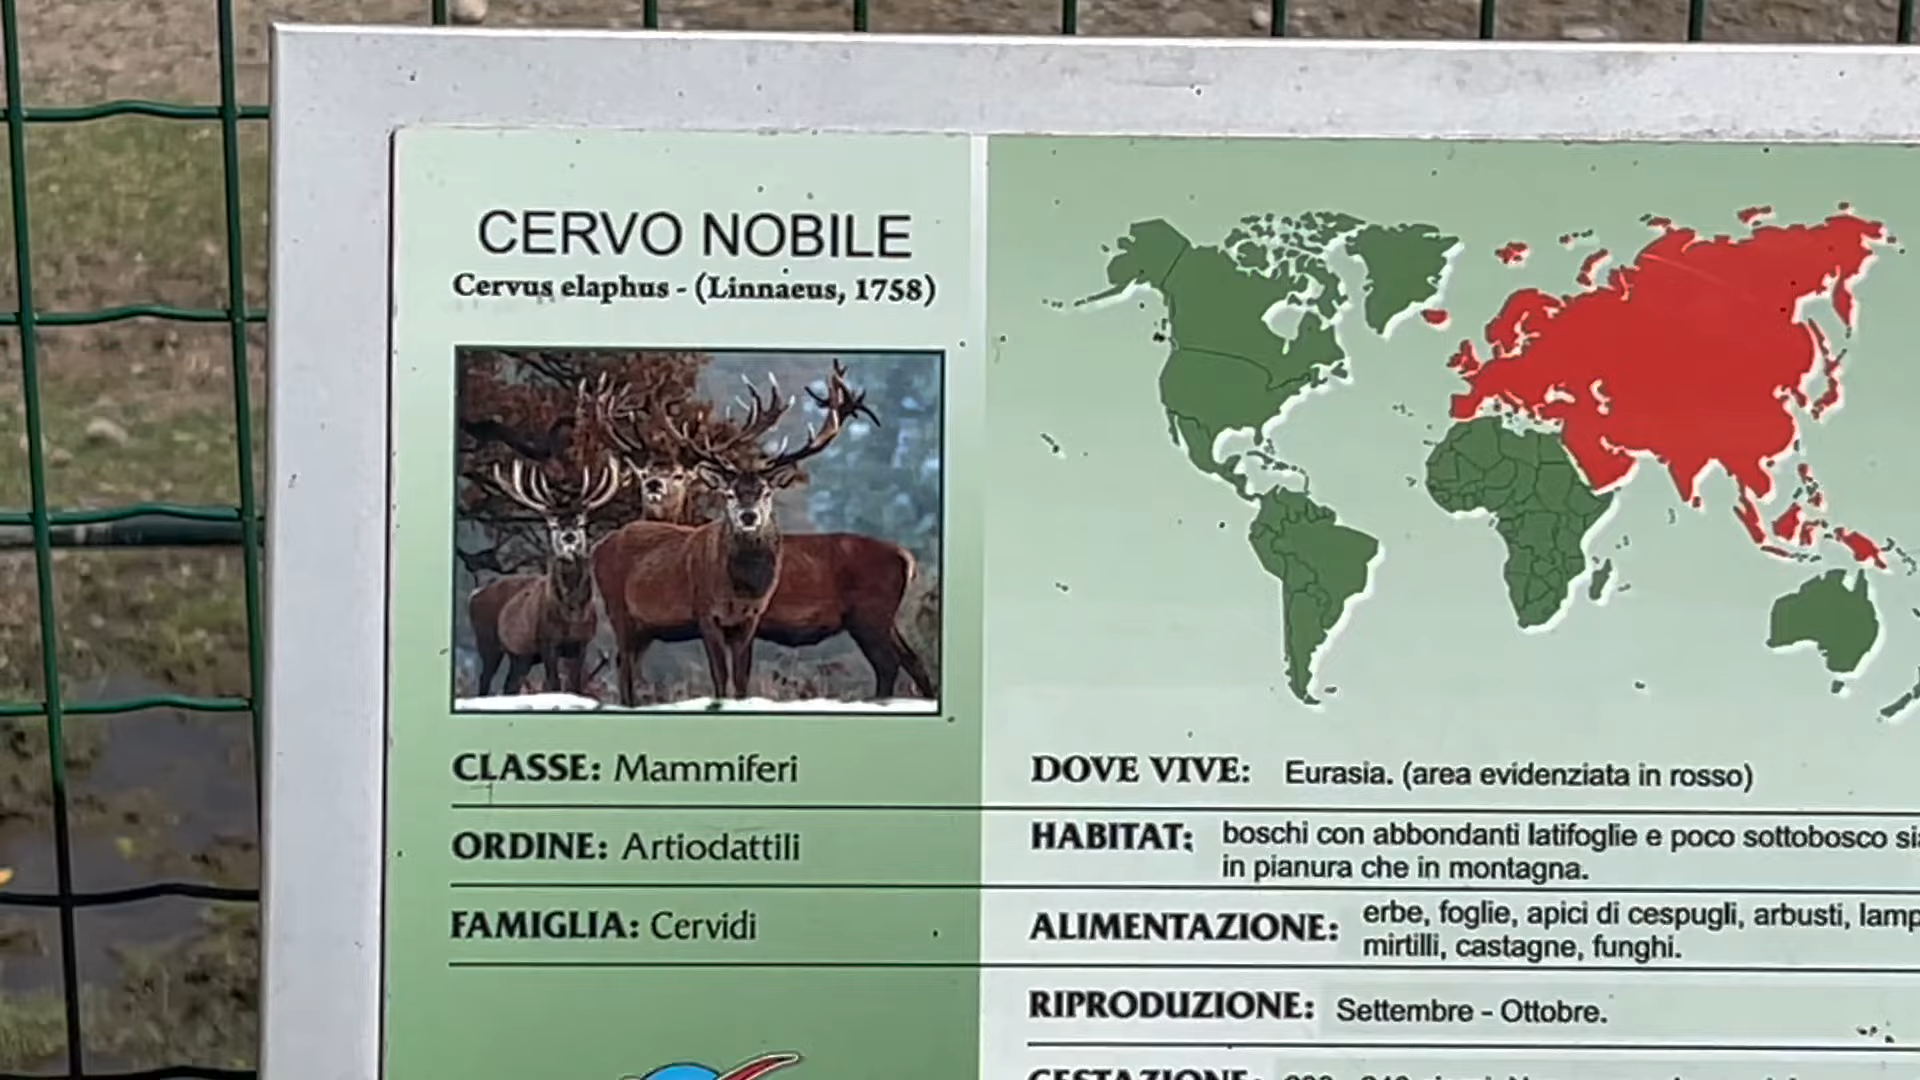 CERVO NOBILE
Cervus elaphus - (Linnaeus, 1758)
CLASSE: Mammiferi
ORDINE: Artiodattili
FAMIGLIA: Cervidi
DOVE VIVE: Eurasia. (area evidenziata in rosso)
HABITAT: boschi con abbondanti latifoglie e poco sottobosco
in pianura che in montagna.
ALIMENTAZIONE: erbe, foglie, apici di cespugli, arbusti,
mirtilli, castagne, funghi.
RIPRODUZIONE: Settembre - Ottobre.
GESTAZIONE: